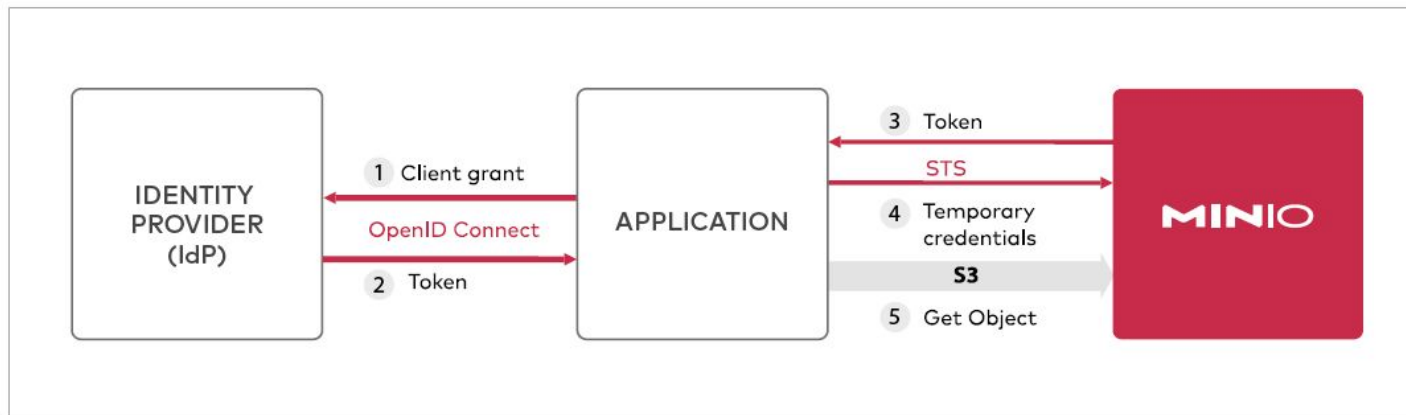 IDENTITY
PROVIDER
(IdP)
1 Client grant
OpenID Connect
2 Token
APPLICATION
3 Token
STS
4 Temporary
credentials
S3
5 Get Object
MINIO